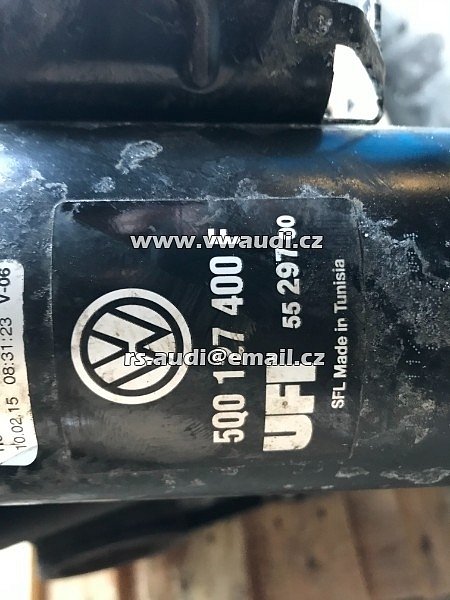 www.vwaudi.cz
rs.audi@email.cz
5Q0 127 400 F
UFI
55 297 00
SFL Made in Tunisia
10.02.15 08:31:23 V-06